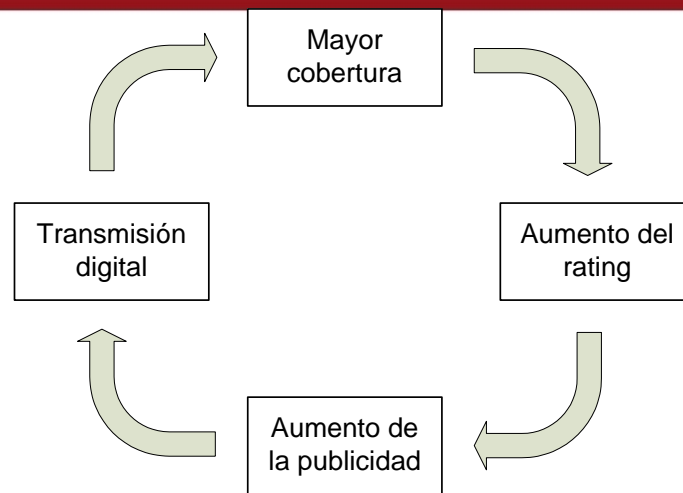 Mayor
cobertura
Transmisión
digital
Aumento del
rating
Aumento de
la publicidad